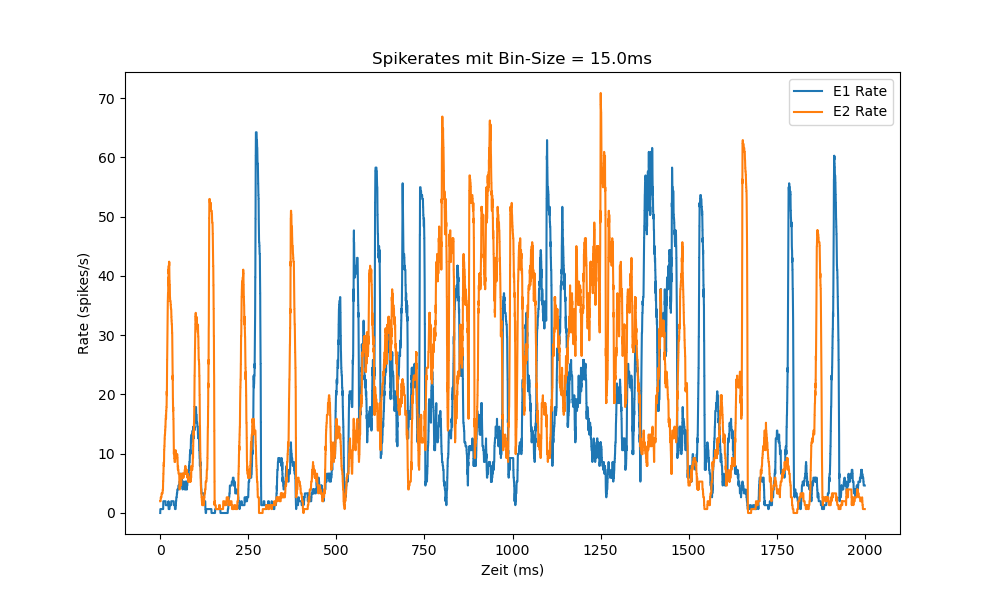 Spikerates mit Bin-Size = 15.0ms
E1 Rate
E2 Rate
Rate (spikes/s)
70
60
50
40
30
20
10
0
0 250 500 750 1000 1250 1500 1750 2000
Zeit (ms)